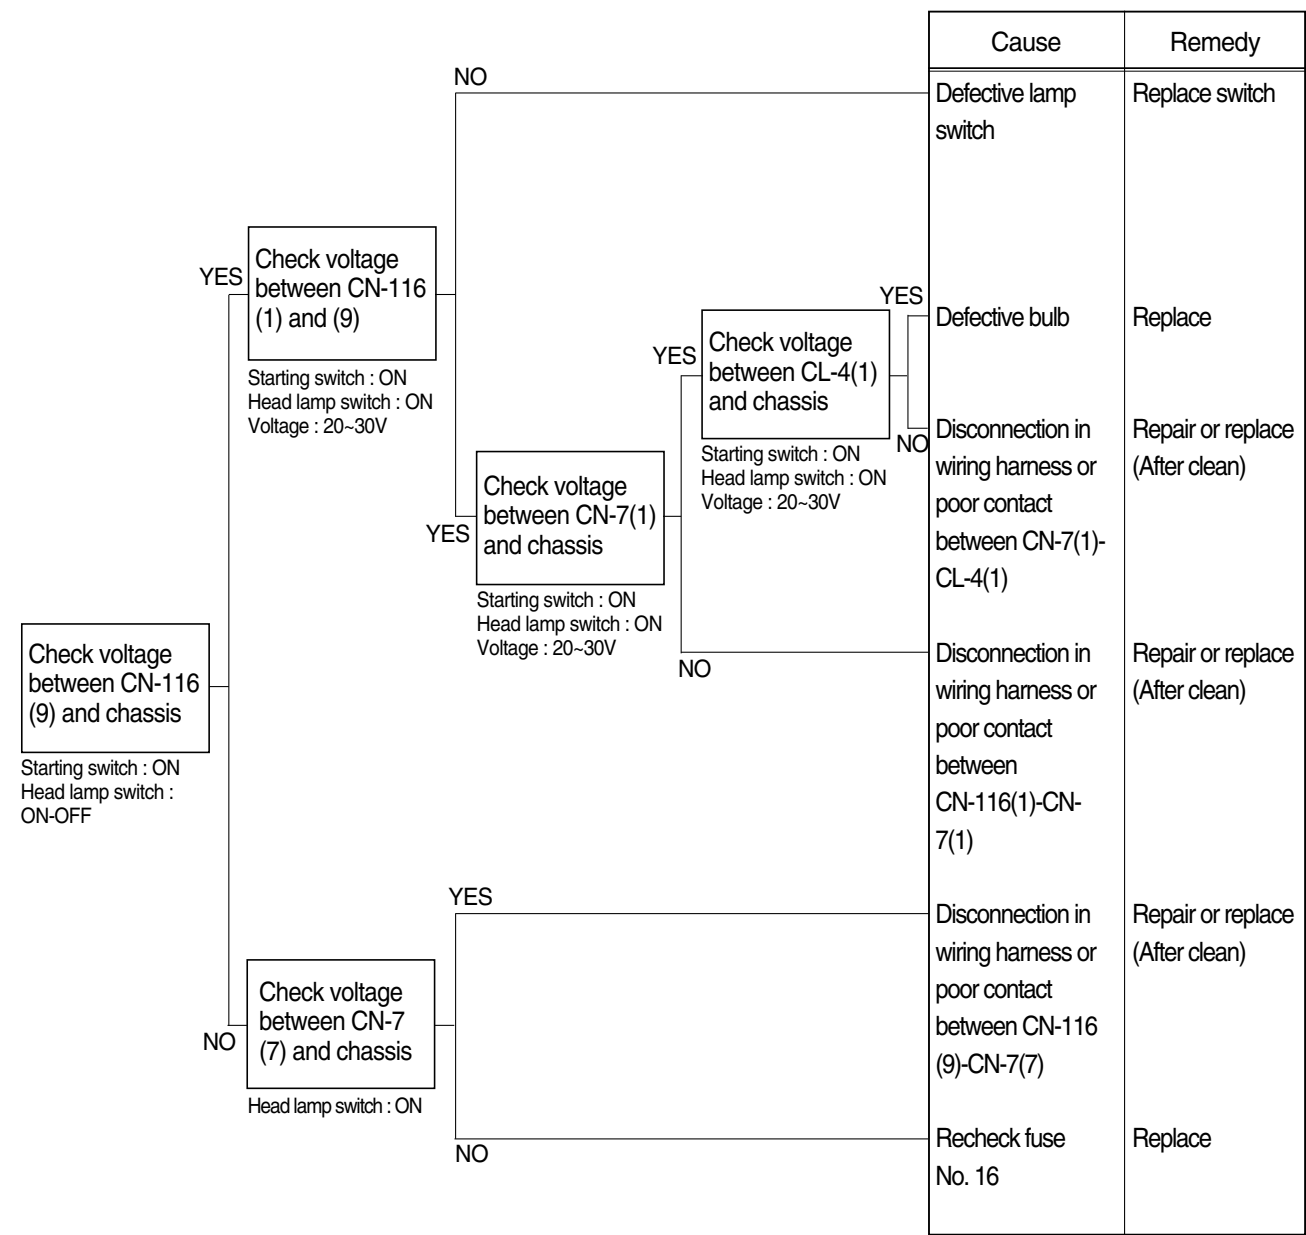 Cause
Remedy
NO
Defective lamp
switch
Replace switch
YES
Check voltage
between CN-116
(1) and (9)
Starting switch : ON
Head lamp switch : ON
Voltage : 20~30V
YES
Defective bulb
Replace
YES
Check voltage
between CL-4(1)
and chassis
Starting switch : ON
Head lamp switch : ON
Voltage : 20~30V
NO
Disconnection in
wiring harness or
poor contact
between CN-7(1)-
CL-4(1)
Repair or replace
(After clean)
YES
Check voltage
between CN-7(1)
and chassis
Starting switch : ON
Head lamp switch : ON
Voltage : 20~30V
NO
Disconnection in
wiring harness or
poor contact
between
CN-116(1)-CN-
7(1)
Repair or replace
(After clean)
Check voltage
between CN-116
(9) and chassis
Starting switch : ON
Head lamp switch :
ON-OFF
YES
Disconnection in
wiring harness or
poor contact
between CN-116
(9)-CN-7(7)
Repair or replace
(After clean)
NO
Check voltage
between CN-7
(7) and chassis
Head lamp switch : ON
NO
Recheck fuse
No. 16
Replace